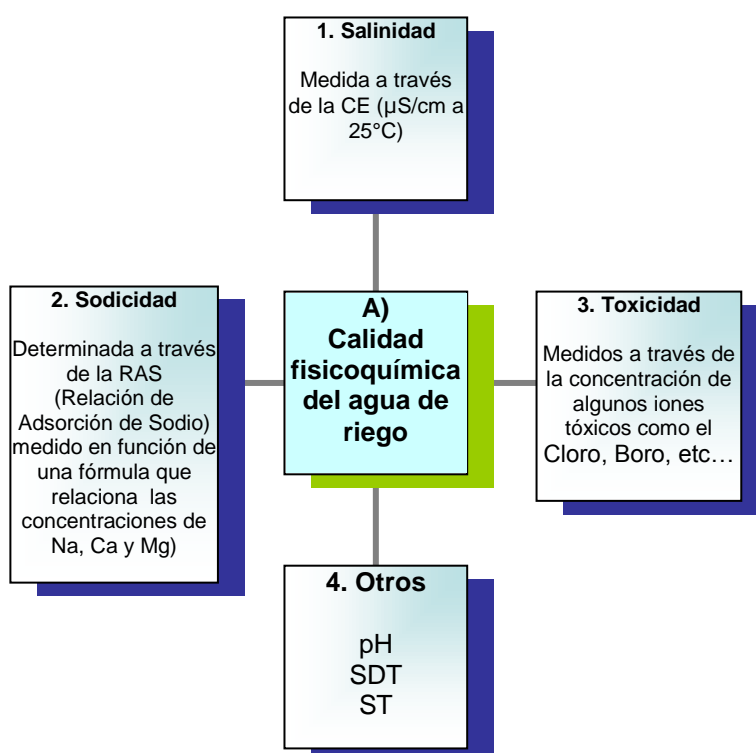 1. Salinidad
Medida a través
de la CE (µS/cm a
25°C)
2. Sodicidad
Determinada a través
de la RAS
(Relación de
Adsorción de Sodio)
medido en función de
una fórmula que
relaciona las
concentraciones de
Na, Ca y Mg)
A)
Calidad
fisicoquímica
del agua de
riego
3. Toxicidad
Medidos a través de
la concentración de
algunos iones
tóxicos como el
Cloro, Boro, etc…
4. Otros
pH
SDT
ST